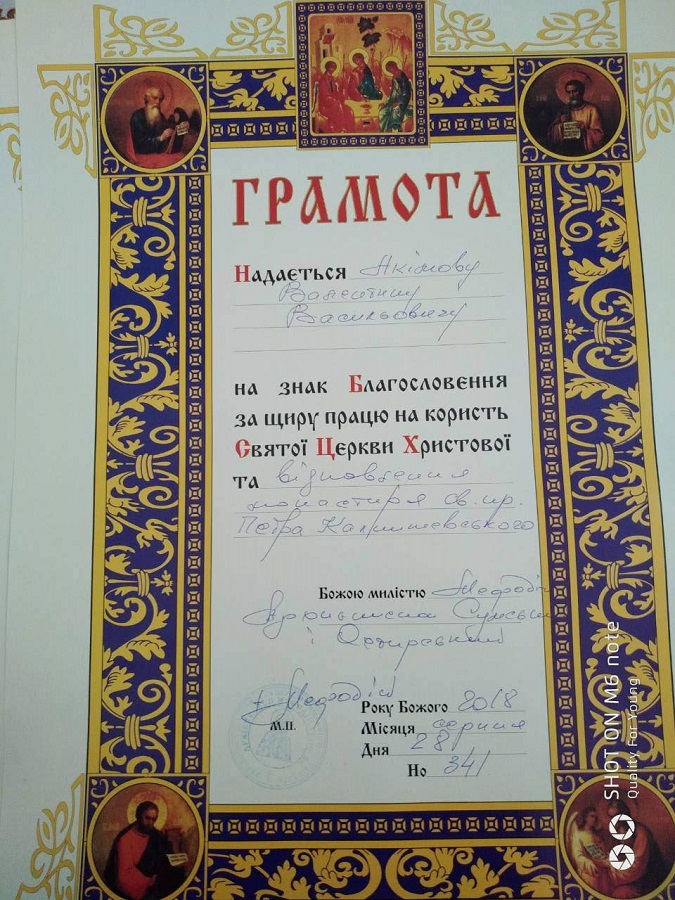 ГРАМОТА
Надається Акімову
Валентину
Васильовичу
на знак Благословення
за щиру працю на користь
Святої Церкви Христової
та відновлення
монастиря св. пр.
Петра Калнишевського
Божою милістю Мефодій
Архієпископ Сумський
і Охтирський
† Мефодій
М.П.
Року Божого 2018
Місяця серпня
Дня 28
Но 341
SHOT ON M6 note
Quality For Young